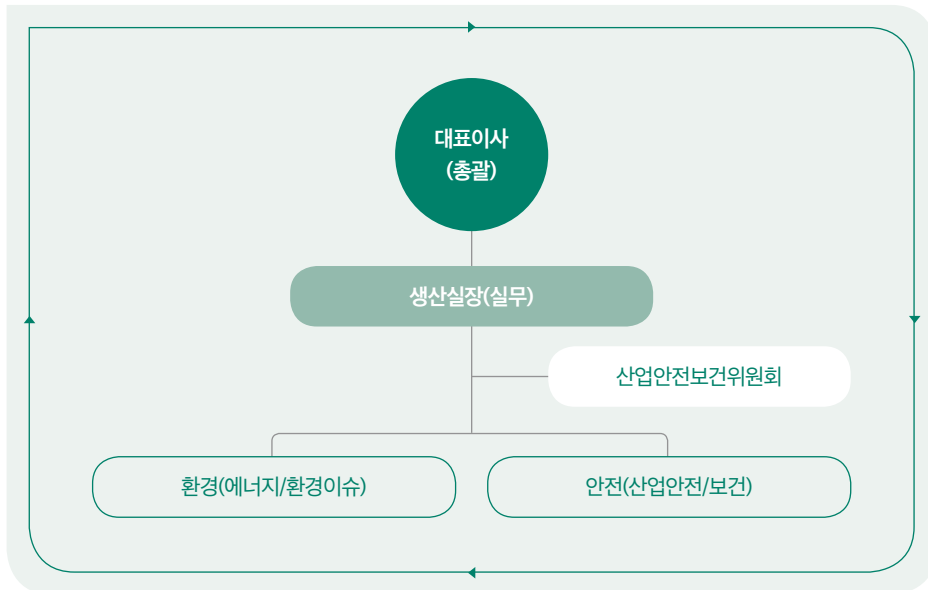 대표이사
(총괄)
생산실장(실무)
산업안전보건위원회
환경(에너지/환경이슈)
안전(산업안전/보건)